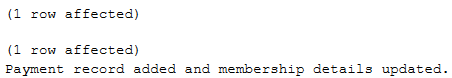 (1 row affected)
(1 row affected)
Payment record added and membership details updated.